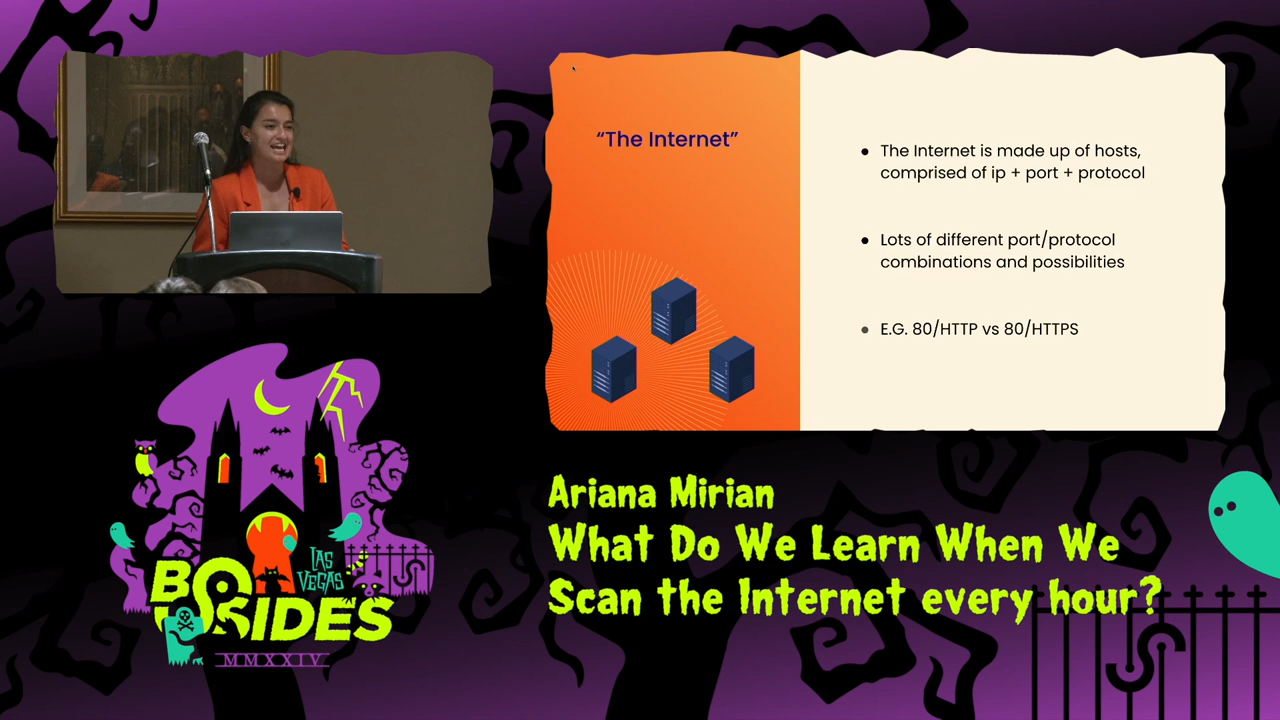 “The Internet”
● The Internet is made up of hosts,
comprised of ip + port + protocol
● Lots of different port/protocol
combinations and possibilities
● E.G. 80/HTTP vs 80/HTTPS
Ariana Mirian
What Do We Learn When We
Scan the Internet every hour?
BSIDES
LAS
VEGAS
MMXXIV